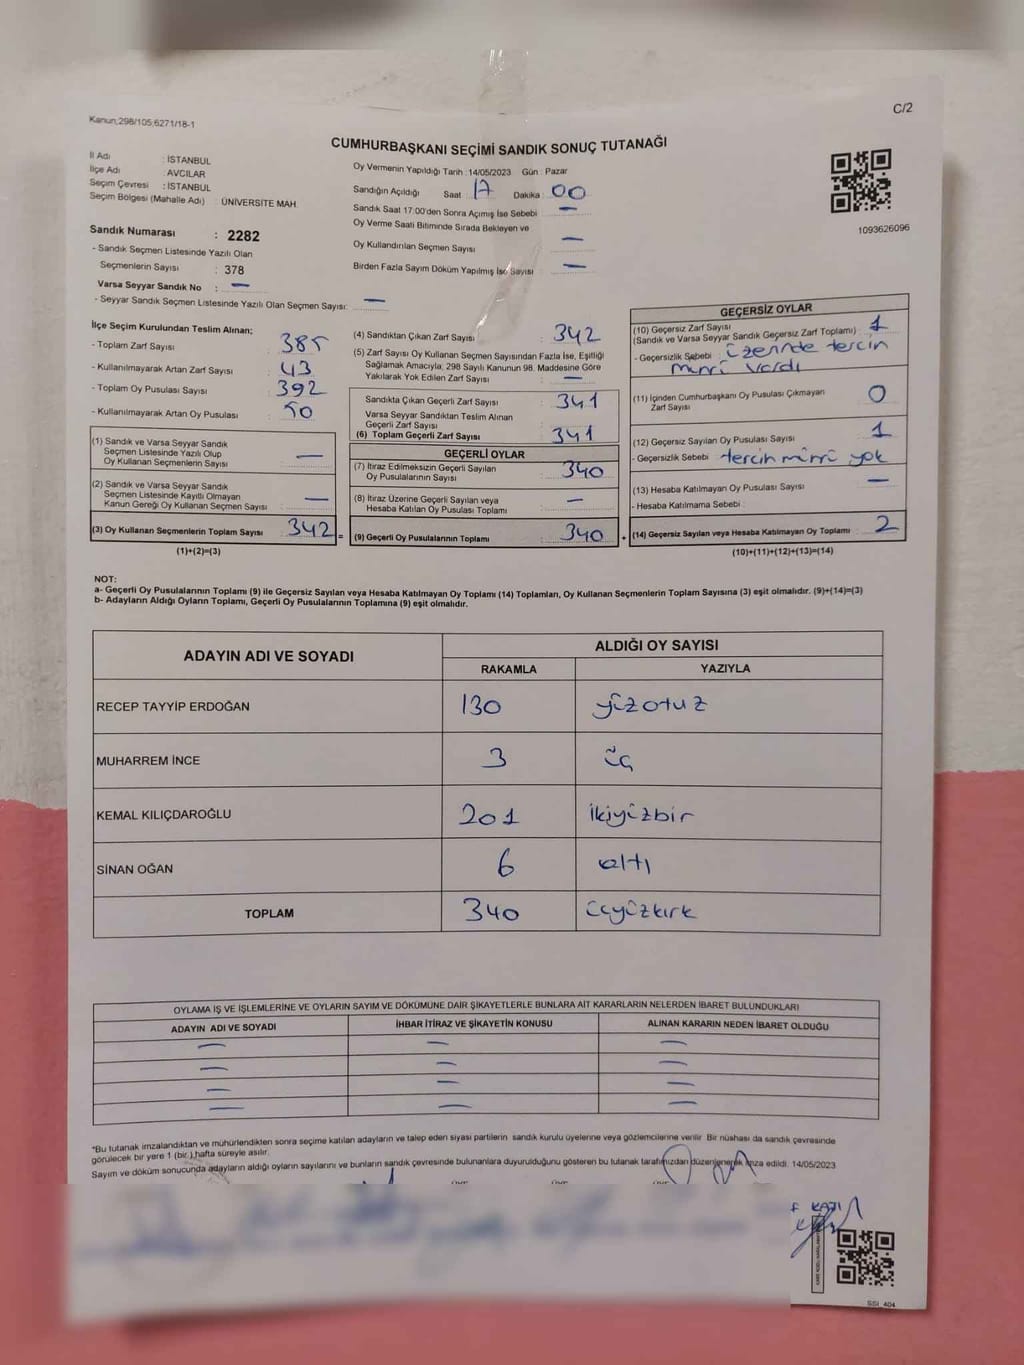 C/2
Kanun;298/105;6271/18-1
CUMHURBAŞKANI SEÇİMİ SANDIK SONUÇ TUTANAĞI
İl Adı : İSTANBUL
İlçe Adı : AVCILAR
Seçim Çevresi : İSTANBUL
Seçim Bölgesi (Mahalle Adı) : ÜNİVERSİTE MAH.
Sandık Numarası : 2282
- Sandık Seçmen Listesinde Yazılı Olan
Seçmenlerin Sayısı : 378
Varsa Seyyar Sandık No : —
- Seyyar Sandık Seçmen Listesinde Yazılı Olan Seçmen Sayısı: —
Oy Vermenin Yapıldığı Tarih : 14/05/2023 Gün : Pazar
Sandığın Açıldığı Saat : 17 Dakika : 00
Sandık Saat 17:00'den Sonra Açımış İse Sebebi : —
Oy Verme Saati Bitiminde Sırada Bekleyen ve
Oy Kullandırılan Seçmen Sayısı : —
Birden Fazla Sayım Döküm Yapılmış İse Sayısı : —
1093626096
İlçe Seçim Kurulundan Teslim Alınan;
- Toplam Zarf Sayısı : 385
- Kullanılmayarak Artan Zarf Sayısı : 43
- Toplam Oy Pusulası Sayısı : 392
- Kullanılmayarak Artan Oy Pusulası : 50
(1) Sandık ve Varsa Seyyar Sandık
Seçmen Listesinde Yazılı Olup
Oy Kullanan Seçmenlerin Sayısı : —
(2) Sandık ve Varsa Seyyar Sandık
Seçmen Listesinde Kayıtlı Olmayan
Kanun Gereği Oy Kullanan Seçmen Sayısı : —
(3) Oy Kullanan Seçmenlerin Toplam Sayısı : 342 =
(1)+(2)=(3)
(4) Sandıktan Çıkan Zarf Sayısı : 342
(5) Zarf Sayısı Oy Kullanan Seçmen Sayısından Fazla İse, Eşitliği
Sağlamak Amacıyla; 298 Sayılı Kanunun 98. Maddesine Göre
Yakılarak Yok Edilen Zarf Sayısı : —
Sandıkta Çıkan Geçerli Zarf Sayısı : 341
Varsa Seyyar Sandıktan Teslim Alınan
Geçerli Zarf Sayısı :
(6) Toplam Geçerli Zarf Sayısı : 341
GEÇERLİ OYLAR
(7) İtiraz Edilmeksizin Geçerli Sayılan
Oy Pusulalarının Sayısı : 340
(8) İtiraz Üzerine Geçerli Sayılan veya
Hesaba Katılan Oy Pusulası Toplamı : —
(9) Geçerli Oy Pusulalarının Toplamı : 340 +
GEÇERSİZ OYLAR
(10) Geçersiz Zarf Sayısı
(Sandık ve Varsa Seyyar Sandık Geçersiz Zarf Toplamı) : 1
- Geçersizlik Sebebi : üzerinde tercih
mührü vardı
(11) İçinden Cumhurbaşkanı Oy Pusulası Çıkmayan
Zarf Sayısı : 0
(12) Geçersiz Sayılan Oy Pusulası Sayısı : 1
- Geçersizlik Sebebi : tercih mührü yok
(13) Hesaba Katılmayan Oy Pusulası Sayısı : —
- Hesaba Katılmama Sebebi :
(14) Geçersiz Sayılan veya Hesaba Katılmayan Oy Toplamı : 2
(10)+(11)+(12)+(13)=(14)
NOT:
a- Geçerli Oy Pusulalarının Toplamı (9) ile Geçersiz Sayılan veya Hesaba Katılmayan Oy Toplamı (14) Toplamları, Oy Kullanan Seçmenlerin Toplam Sayısına (3) eşit olmalıdır. (9)+(14)=(3)
b- Adayların Aldığı Oyların Toplamı, Geçerli Oy Pusulalarının Toplamına (9) eşit olmalıdır.
ADAYIN ADI VE SOYADI
ALDIĞI OY SAYISI
RAKAMLA YAZIYLA
RECEP TAYYİP ERDOĞAN 130 yüzotuz
MUHARREM İNCE 3 üç
KEMAL KILIÇDAROĞLU 201 ikiyüzbir
SİNAN OĞAN 6 altı
TOPLAM 340 üçyüzkırk
OYLAMA İŞ VE İŞLEMLERİNE VE OYLARIN SAYIM VE DÖKÜMÜNE DAİR ŞİKAYETLERLE BUNLARA AİT KARARLARIN NELERDEN İBARET BULUNDUKLARI
ADAYIN ADI VE SOYADI İHBAR İTİRAZ VE ŞİKAYETİN KONUSU ALINAN KARARIN NEDEN İBARET OLDUĞU
— — —
— — —
— — —
— — —
*Bu tutanak imzalandıktan ve mühürlendikten sonra seçime katılan adayların ve talep eden siyasi partilerin sandık kurulu üyelerine veya gözlemcilerine verilir. Bir nüshası da sandık çevresinde
görülecek bir yere 1 (bir ) hafta süreyle asılır.
Sayım ve döküm sonucunda adayların aldığı oyların sayılarını ve bunların sandık çevresinde bulunanlara duyurulduğunu gösteren bu tutanak tarafımızdan düzenlenerek imza edildi. 14/05/2023
SSI: 404